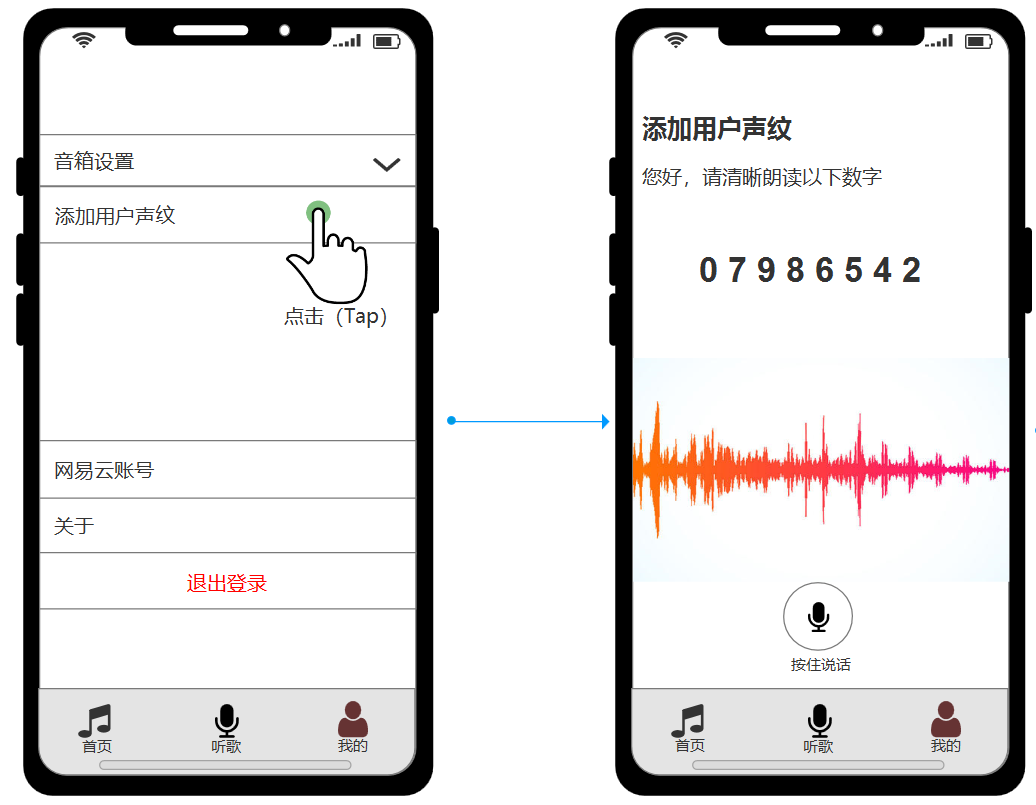 音箱设置
添加用户声纹
点击（Tap）
网易云账号
关于
退出登录
首页
听歌
我的
添加用户声纹
您好，请清晰朗读以下数字
0 7 9 8 6 5 4 2
按住说话
首页
听歌
我的